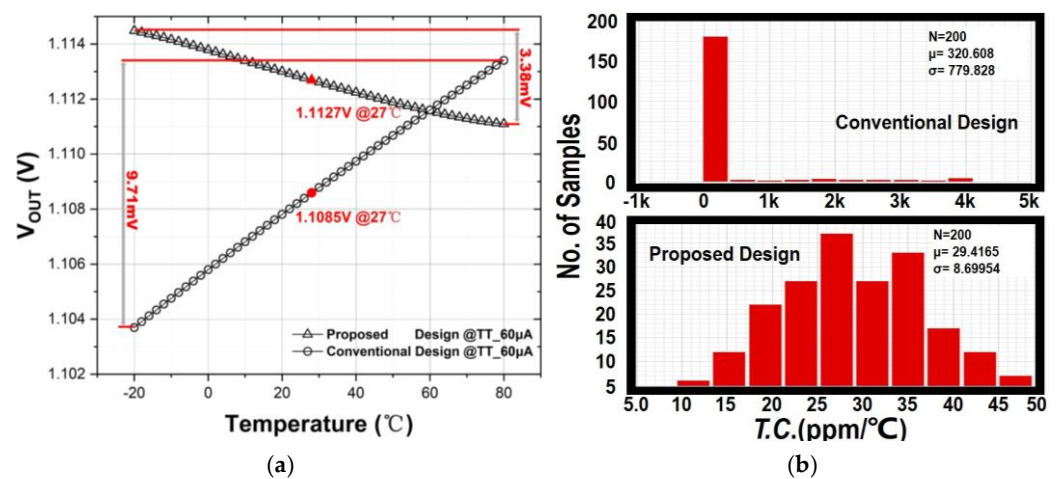 (a)
V_OUT (V)
1.114
1.112
1.110
1.108
1.106
1.104
1.102
9.71mV
3.38mV
1.1127V @27℃
1.1085V @27℃
Proposed Design @TT_60μA
Conventional Design @TT_60μA
-20 0 20 40 60 80
Temperature (℃)
(b)
No. of Samples
200
150
100
50
0
N=200
μ= 320.608
σ= 779.828
Conventional Design
-1k 0 1k 2k 3k 4k 5k
40
35
30
25
20
15
10
5
Proposed Design
N=200
μ= 29.4165
σ= 8.69954
5.0 10 15 20 25 30 35 40 45 50
T.C.(ppm/℃)
(a) (b)